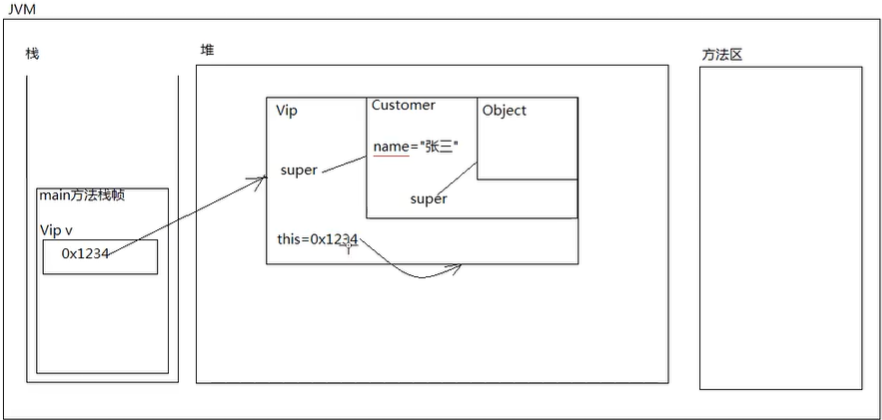 JVM
栈
堆
方法区
Vip
Customer
Object
name="张三"
super
super
main方法栈帧
Vip v
0x1234
this=0x1234